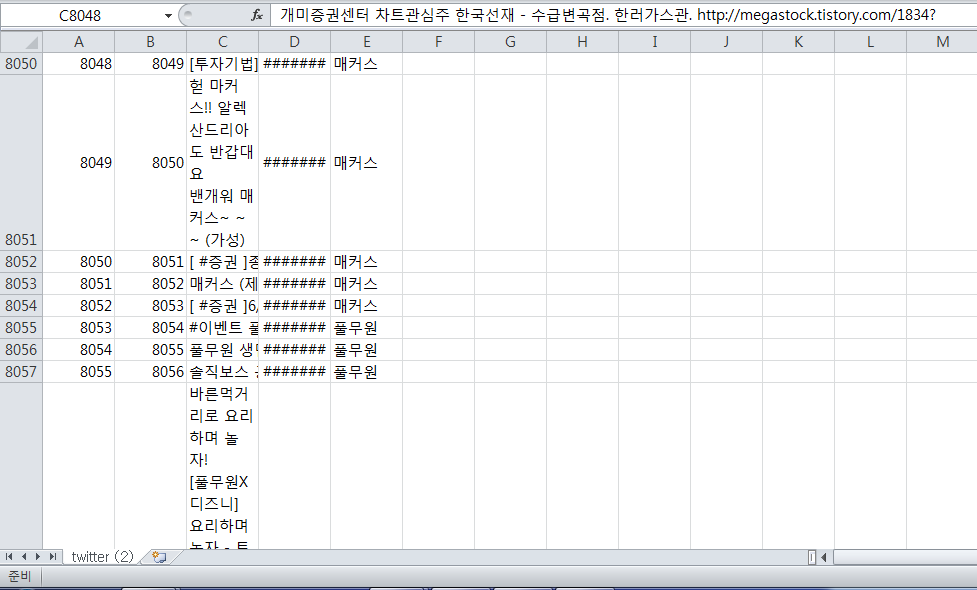 C8048 fx 개미증권센터 차트관심주 한국선재 - 수급변곡점. 한러가스관. http://megastock.tistory.com/1834?
A B C D E F G H I J K L M
8050 8048 8049 [투자기법] ####### 매커스
헏 마커
스!! 알렉
산드리아
도 반갑대
요
밴개워 매
커스~ ~
~ (가성)
8051 8049 8050 ####### 매커스
8052 8050 8051 [ #증권 ]종 ####### 매커스
8053 8051 8052 매커스 (제 ####### 매커스
8054 8052 8053 [ #증권 ]6/ ####### 매커스
8055 8053 8054 #이벤트 풀 ####### 풀무원
8056 8054 8055 풀무원 생 ####### 풀무원
8057 8055 8056 솔직보스 ####### 풀무원
바른먹거
리로 요리
하며 놀
자!
[풀무원X
디즈니]
요리하며
놀자 - 트
twitter (2)
준비